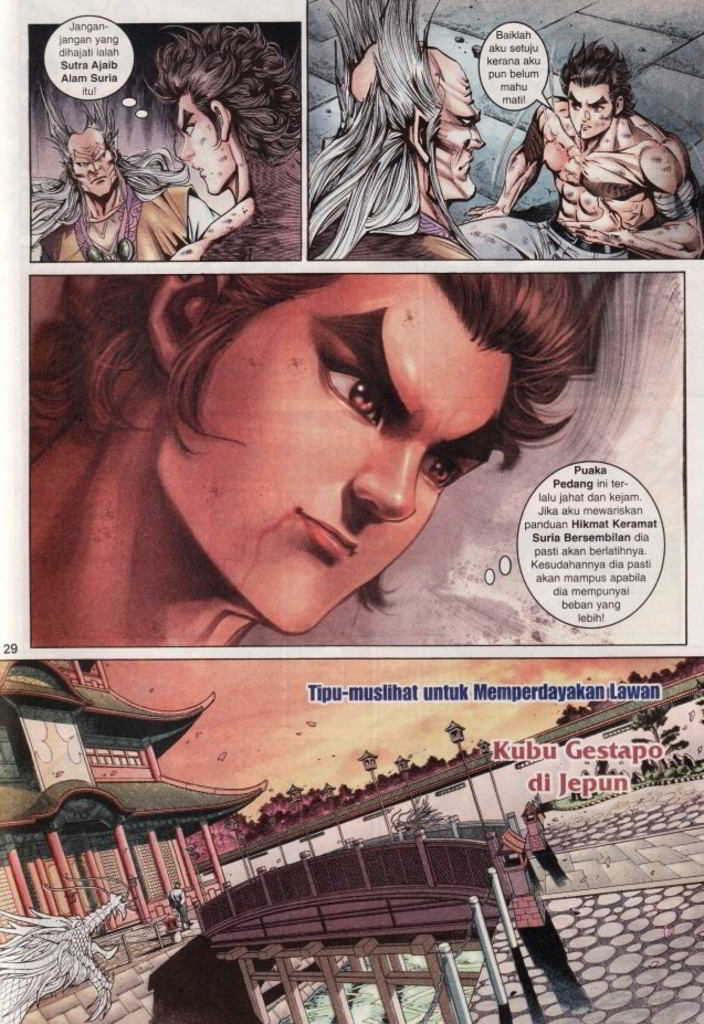 Jangan-
jangan yang
dihajati ialah
Sutra Ajaib
Alam Suria
itu!
Baiklah
aku setuju
kerana aku
pun belum
mahu
mati!
Puaka
Pedang ini ter-
lalu jahat dan kejam.
Jika aku mewariskan
panduan Hikmat Keramat
Suria Bersembilan dia
pasti akan berlatihnya.
Kesudahannya dia pasti
akan mampus apabila
dia mempunyai
beban yang
lebih!
29
Tipu-muslihat untuk Memperdayakan Lawan
Kubu Gestapo
di Jepun